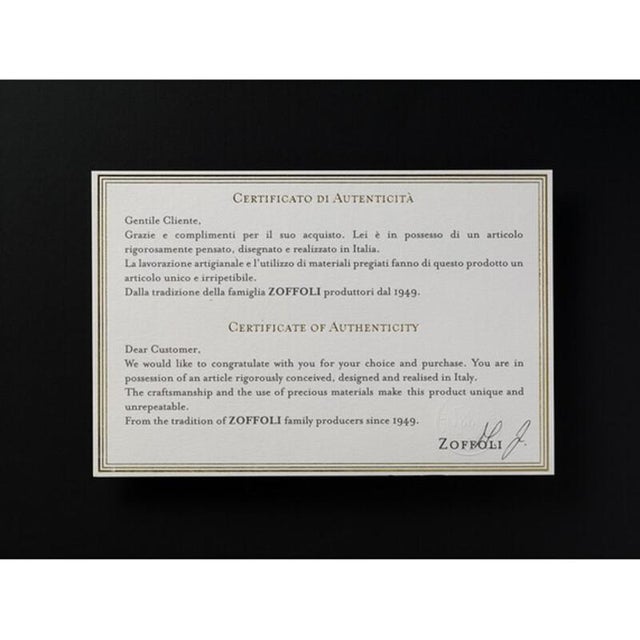 Certificato di Autenticità
Gentile Cliente,
Grazie e complimenti per il suo acquisto. Lei è in possesso di un articolo
rigorosamente pensato, disegnato e realizzato in Italia.
La lavorazione artigianale e l'utilizzo di materiali pregiati fanno di questo prodotto un
articolo unico e irripetibile.
Dalla tradizione della famiglia ZOFFOLI produttori dal 1949.
Certificate of Authenticity
Dear Customer,
We would like to congratulate with you for your choice and purchase. You are in
possession of an article rigorously conceived, designed and realised in Italy.
The craftsmanship and the use of precious materials make this product unique and
unrepeatable.
From the tradition of ZOFFOLI family producers since 1949.
Zoffoli